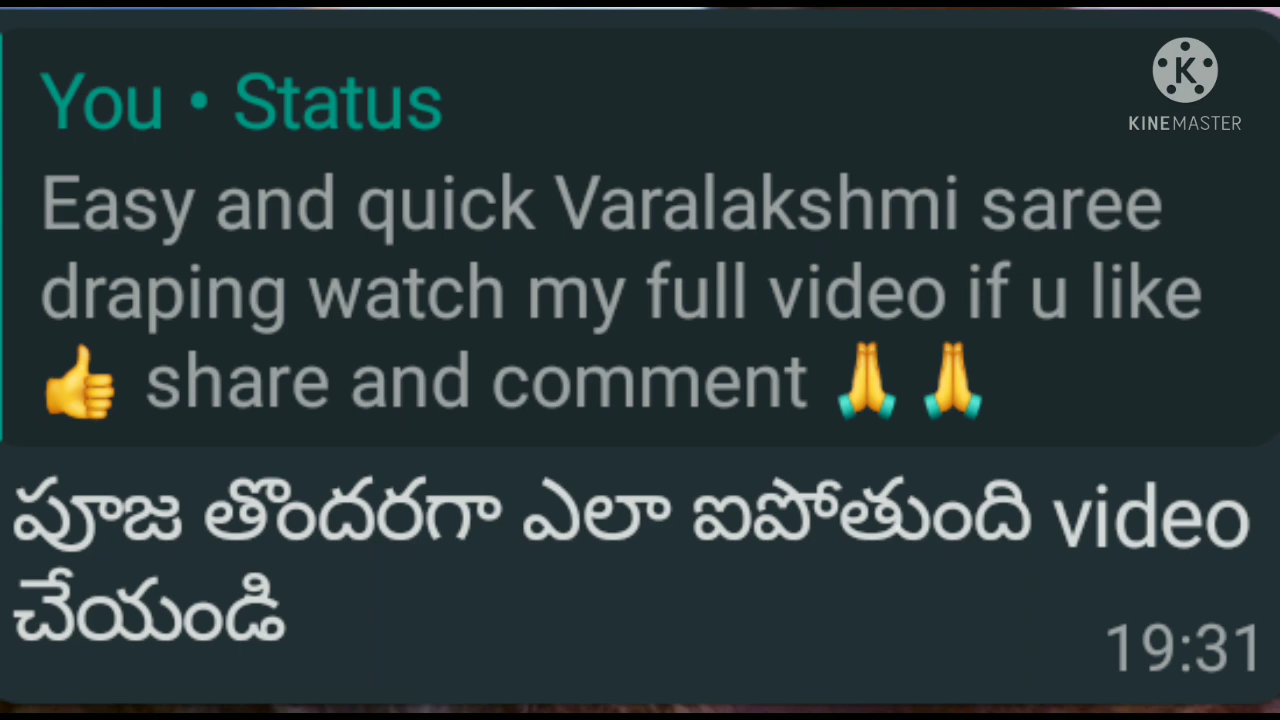 You • Status
KINEMASTER
Easy and quick Varalakshmi saree
draping watch my full video if u like
👍 share and comment 🙏 🙏
పూజ తొందరగా ఎలా ఐపోతుంది video
చేయండి
19:31